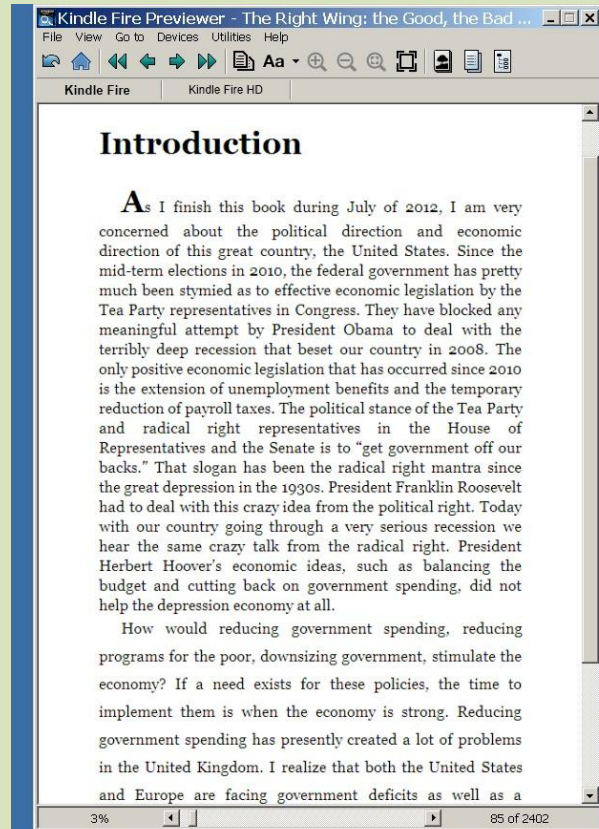 Kindle Fire Previewer - The Right Wing: the Good, the Bad ...
File View Go to Devices Utilities Help
Aa
Kindle Fire Kindle Fire HD
Introduction
As I finish this book during July of 2012, I am very
concerned about the political direction and economic
direction of this great country, the United States. Since the
mid-term elections in 2010, the federal government has pretty
much been stymied as to effective economic legislation by the
Tea Party representatives in Congress. They have blocked any
meaningful attempt by President Obama to deal with the
terribly deep recession that beset our country in 2008. The
only positive economic legislation that has occurred since 2010
is the extension of unemployment benefits and the temporary
reduction of payroll taxes. The political stance of the Tea Party
and radical right representatives in the House of
Representatives and the Senate is to “get government off our
backs.” That slogan has been the radical right mantra since
the great depression in the 1930s. President Franklin Roosevelt
had to deal with this crazy idea from the political right. Today
with our country going through a very serious recession we
hear the same crazy talk from the radical right. President
Herbert Hoover’s economic ideas, such as balancing the
budget and cutting back on government spending, did not
help the depression economy at all.
How would reducing government spending, reducing
programs for the poor, downsizing government, stimulate the
economy? If a need exists for these policies, the time to
implement them is when the economy is strong. Reducing
government spending has presently created a lot of problems
in the United Kingdom. I realize that both the United States
and Europe are facing government deficits as well as a
3% 85 of 2402